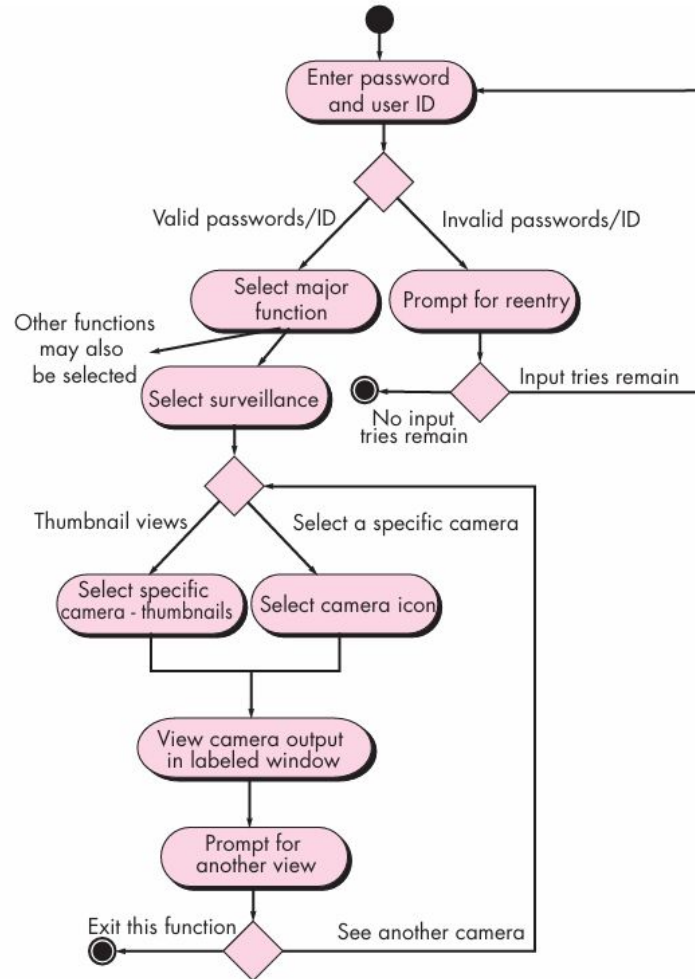 Enter password
and user ID
Valid passwords/ID
Invalid passwords/ID
Select major
function
Prompt for reentry
Other functions
may also
be selected
Input tries remain
Select surveillance
No input
tries remain
Thumbnail views
Select a specific camera
Select specific
camera - thumbnails
Select camera icon
View camera output
in labeled window
Prompt for
another view
Exit this function
See another camera